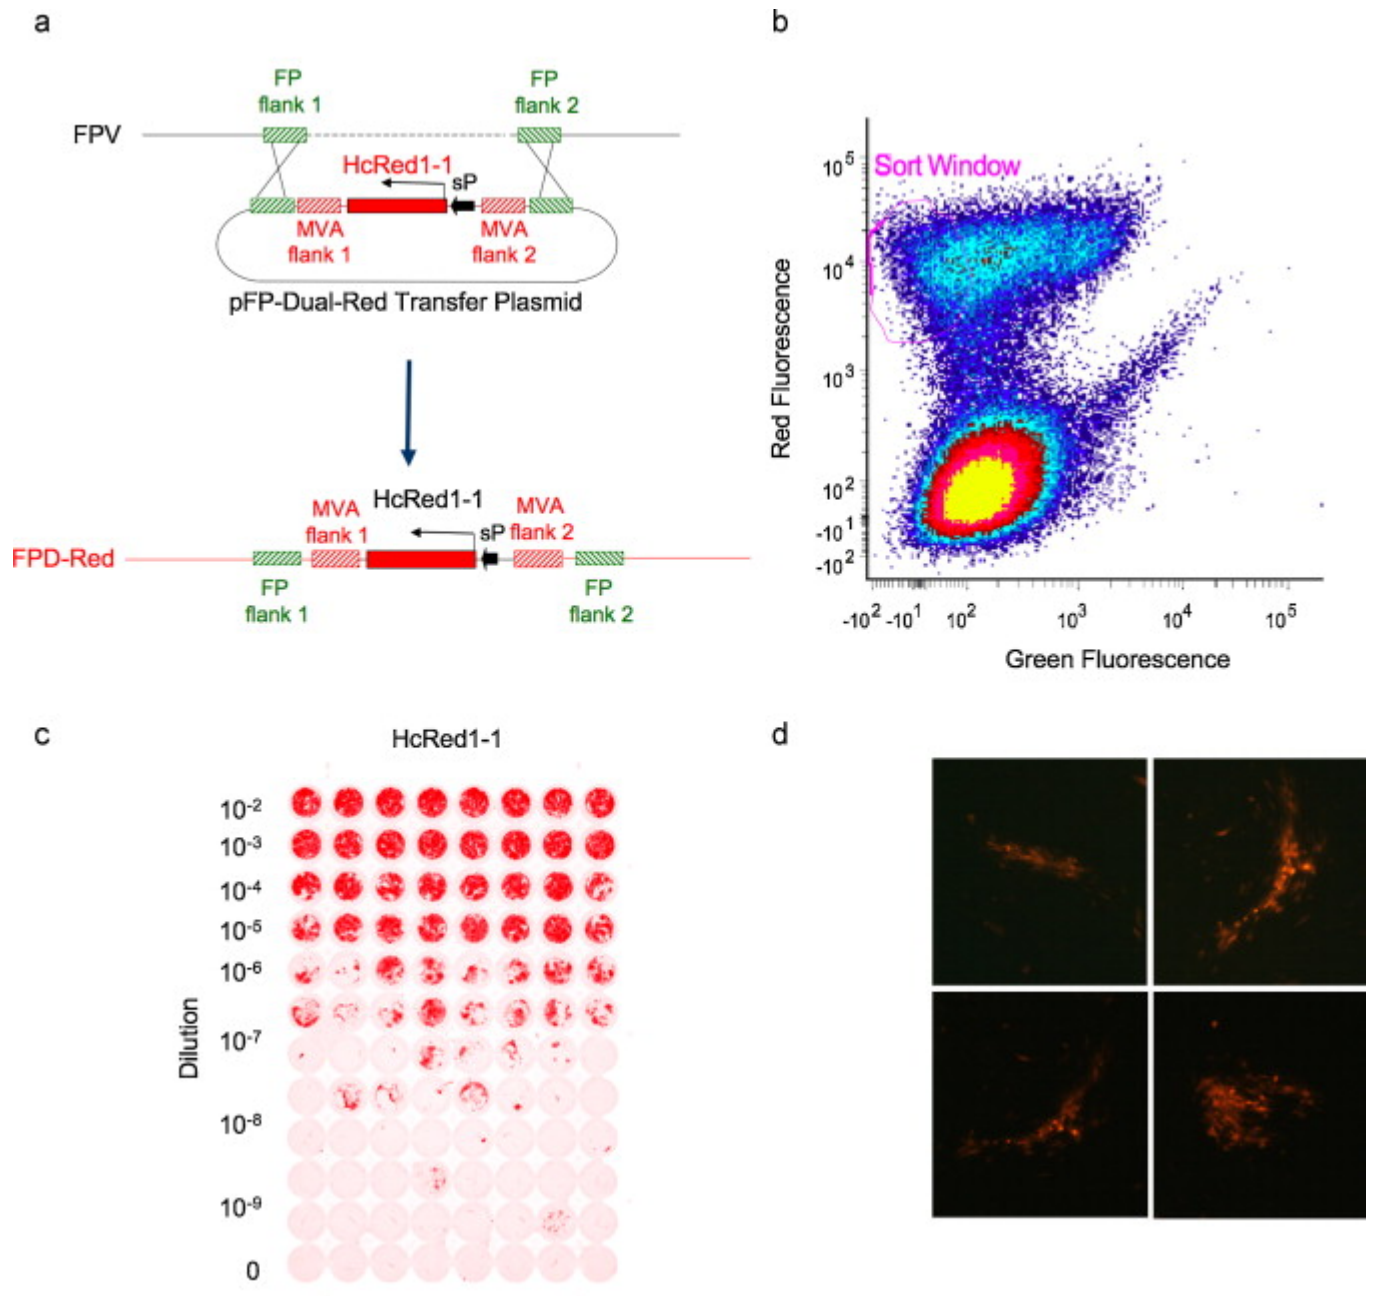 a
FP
flank 1
FP
flank 2
FPV
HcRed1-1
sP
MVA
flank 1
MVA
flank 2
pFP-Dual-Red Transfer Plasmid
MVA
flank 1
HcRed1-1
sP
MVA
flank 2
FPD-Red
FP
flank 1
FP
flank 2
b
Sort Window
10⁵
10⁴
10³
10²
-10¹
-10²
Red Fluorescence
-10² -10¹ 10² 10³ 10⁴ 10⁵
Green Fluorescence
c
HcRed1-1
10⁻²
10⁻³
10⁻⁴
10⁻⁵
10⁻⁶
10⁻⁷
10⁻⁸
10⁻⁹
0
Dilution
d